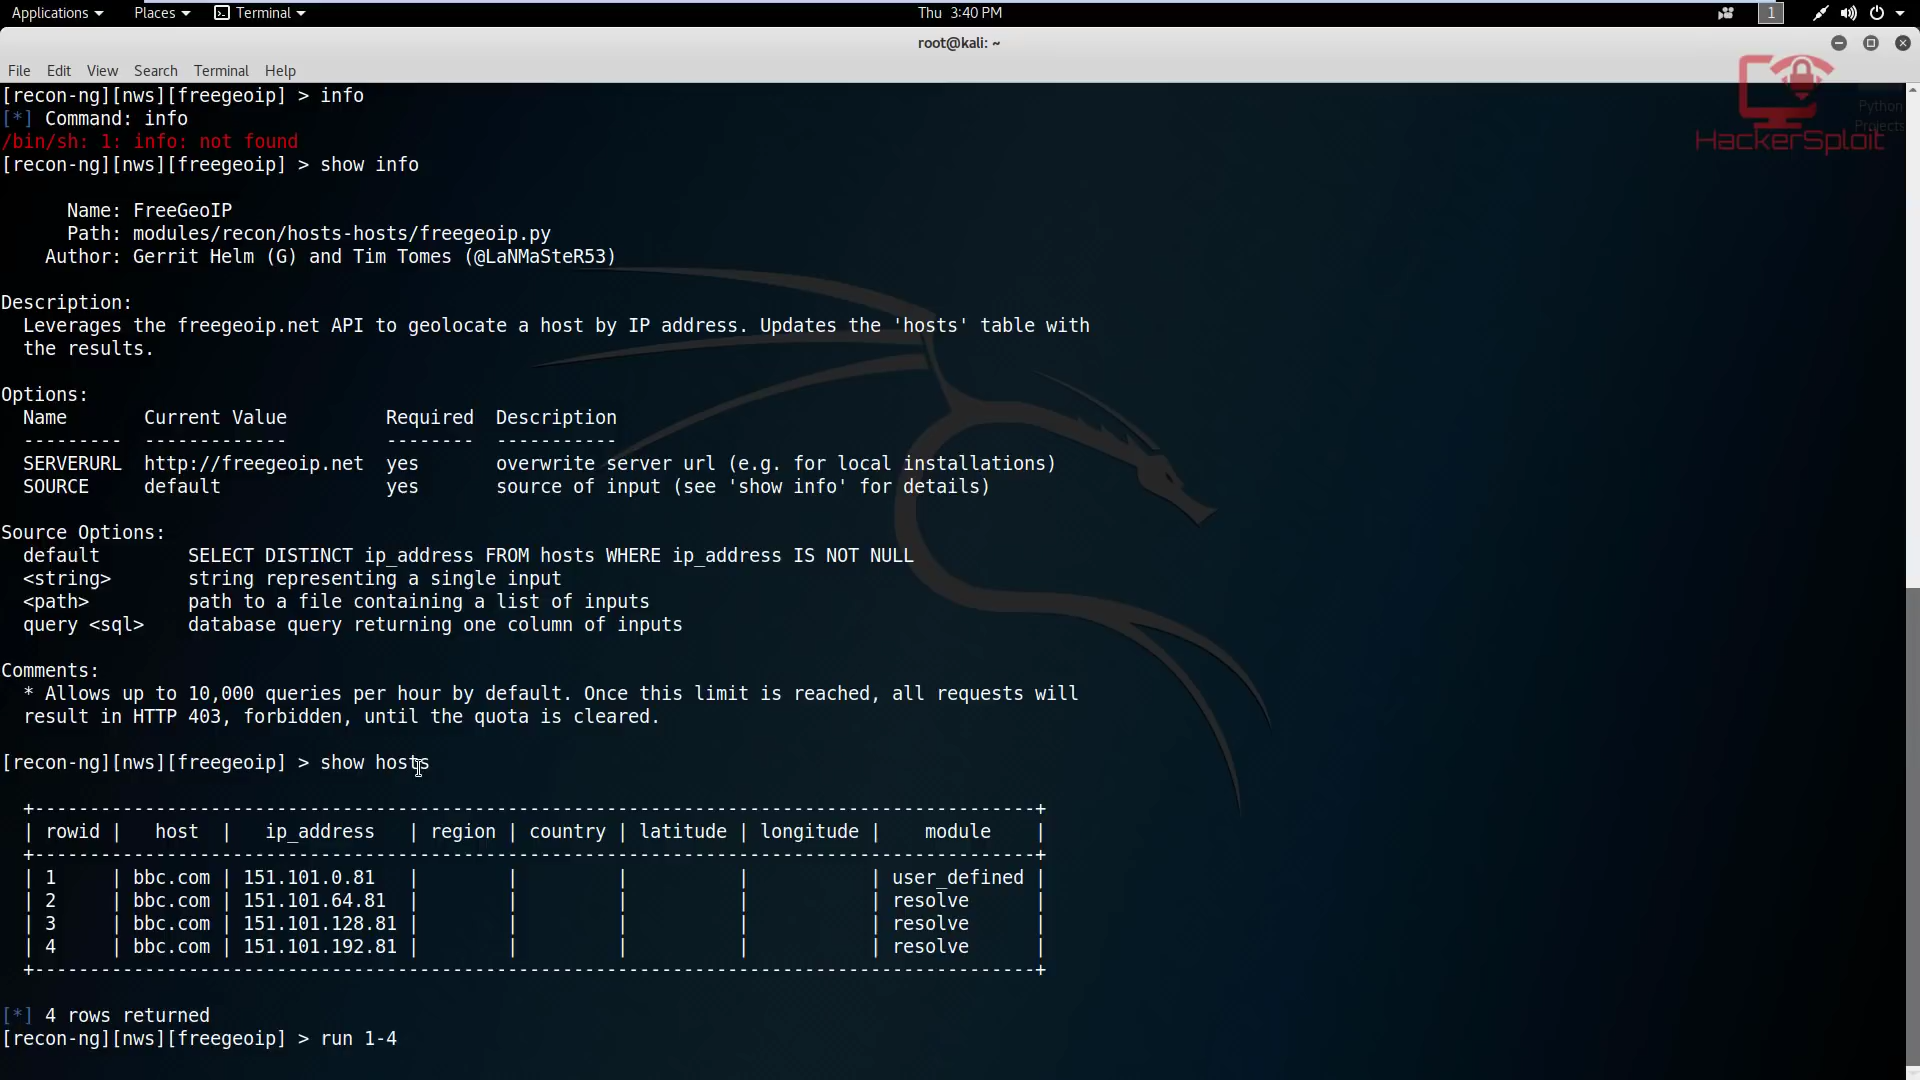 Applications Places Terminal Thu 3:40 PM 1
root@kali: ~
File Edit View Search Terminal Help
Python
Projects
HackerSploit
[recon-ng][nws][freegeoip] > info
[*] Command: info
/bin/sh: 1: info: not found
[recon-ng][nws][freegeoip] > show info
Name: FreeGeoIP
Path: modules/recon/hosts-hosts/freegeoip.py
Author: Gerrit Helm (G) and Tim Tomes (@LaNMaSteR53)
Description:
Leverages the freegeoip.net API to geolocate a host by IP address. Updates the 'hosts' table with
the results.
Options:
Name Current Value Required Description
--------- ------------- -------- -----------
SERVERURL http://freegeoip.net yes overwrite server url (e.g. for local installations)
SOURCE default yes source of input (see 'show info' for details)
Source Options:
default SELECT DISTINCT ip_address FROM hosts WHERE ip_address IS NOT NULL
<string> string representing a single input
<path> path to a file containing a list of inputs
query <sql> database query returning one column of inputs
Comments:
* Allows up to 10,000 queries per hour by default. Once this limit is reached, all requests will
result in HTTP 403, forbidden, until the quota is cleared.
[recon-ng][nws][freegeoip] > show hosts
+-------------------------------------------------------------------------------------------+
| rowid | host | ip_address | region | country | latitude | longitude | module |
+-------------------------------------------------------------------------------------------+
| 1 | bbc.com | 151.101.0.81 | | | | | user_defined |
| 2 | bbc.com | 151.101.64.81 | | | | | resolve |
| 3 | bbc.com | 151.101.128.81 | | | | | resolve |
| 4 | bbc.com | 151.101.192.81 | | | | | resolve |
+-------------------------------------------------------------------------------------------+
[*] 4 rows returned
[recon-ng][nws][freegeoip] > run 1-4